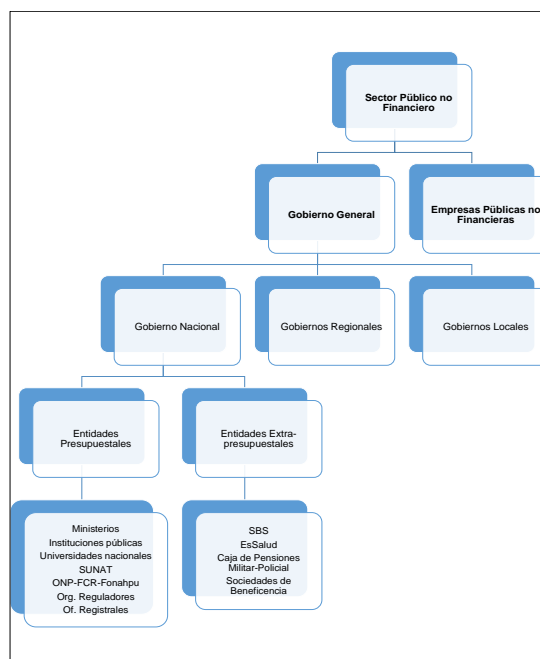 Sector Público no
Financiero
Gobierno General
Empresas Públicas no
Financieras
Gobierno Nacional
Gobiernos Regionales
Gobiernos Locales
Entidades
Presupuestales
Entidades Extra-
presupuestales
Ministerios
Instituciones públicas
Universidades nacionales
SUNAT
ONP-FCR-Fonahpu
Org. Reguladores
Of. Registrales
SBS
EsSalud
Caja de Pensiones
Militar-Policial
Sociedades de
Beneficencia